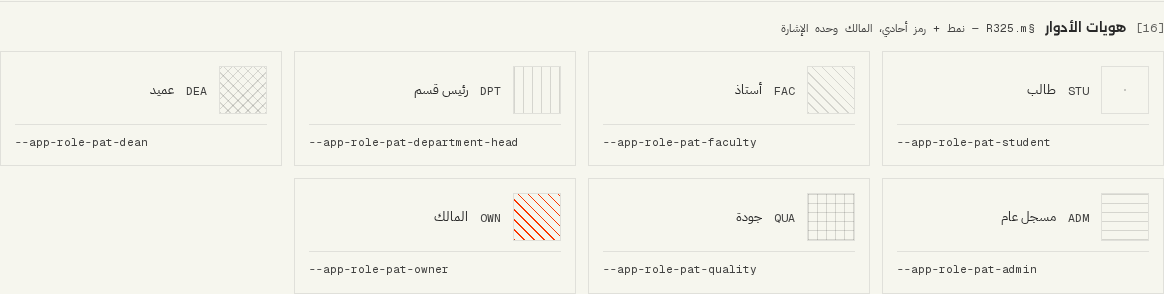 [16] هويات الأدوار §R325.m — نمط + رمز أحادي، المالك وحده الإشارة
STU طالب
--app-role-pat-student
FAC أستاذ
--app-role-pat-faculty
DPT رئيس قسم
--app-role-pat-department-head
DEA عميد
--app-role-pat-dean
ADM مسجل عام
--app-role-pat-admin
QUA جودة
--app-role-pat-quality
OWN المالك
--app-role-pat-owner